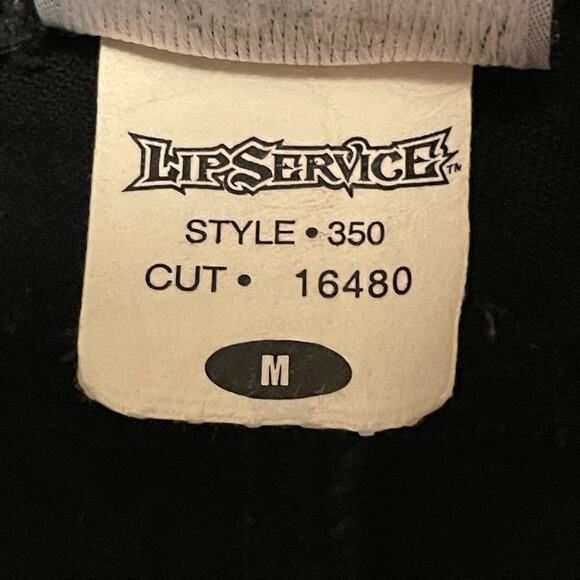 LIPSERVICE™
STYLE • 350
CUT • 16480
M